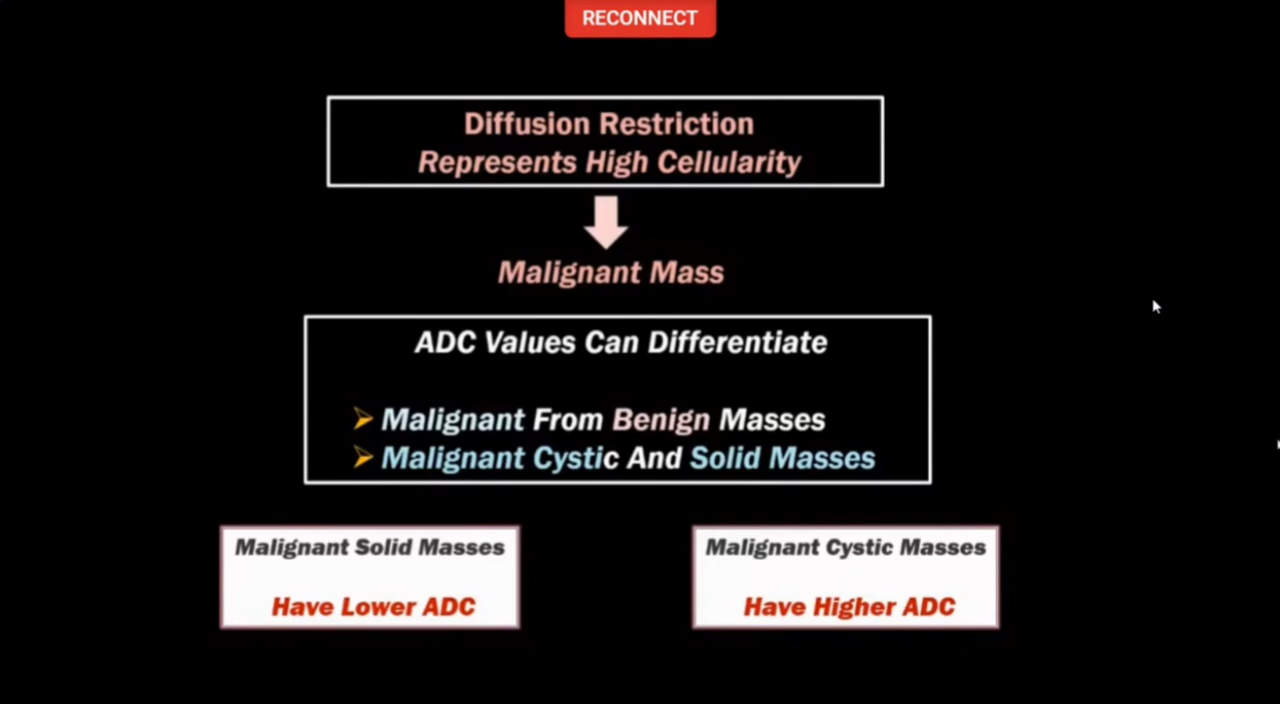 RECONNECT
Diffusion Restriction
Represents High Cellularity
Malignant Mass
ADC Values Can Differentiate
Malignant From Benign Masses
Malignant Cystic And Solid Masses
Malignant Solid Masses
Have Lower ADC
Malignant Cystic Masses
Have Higher ADC